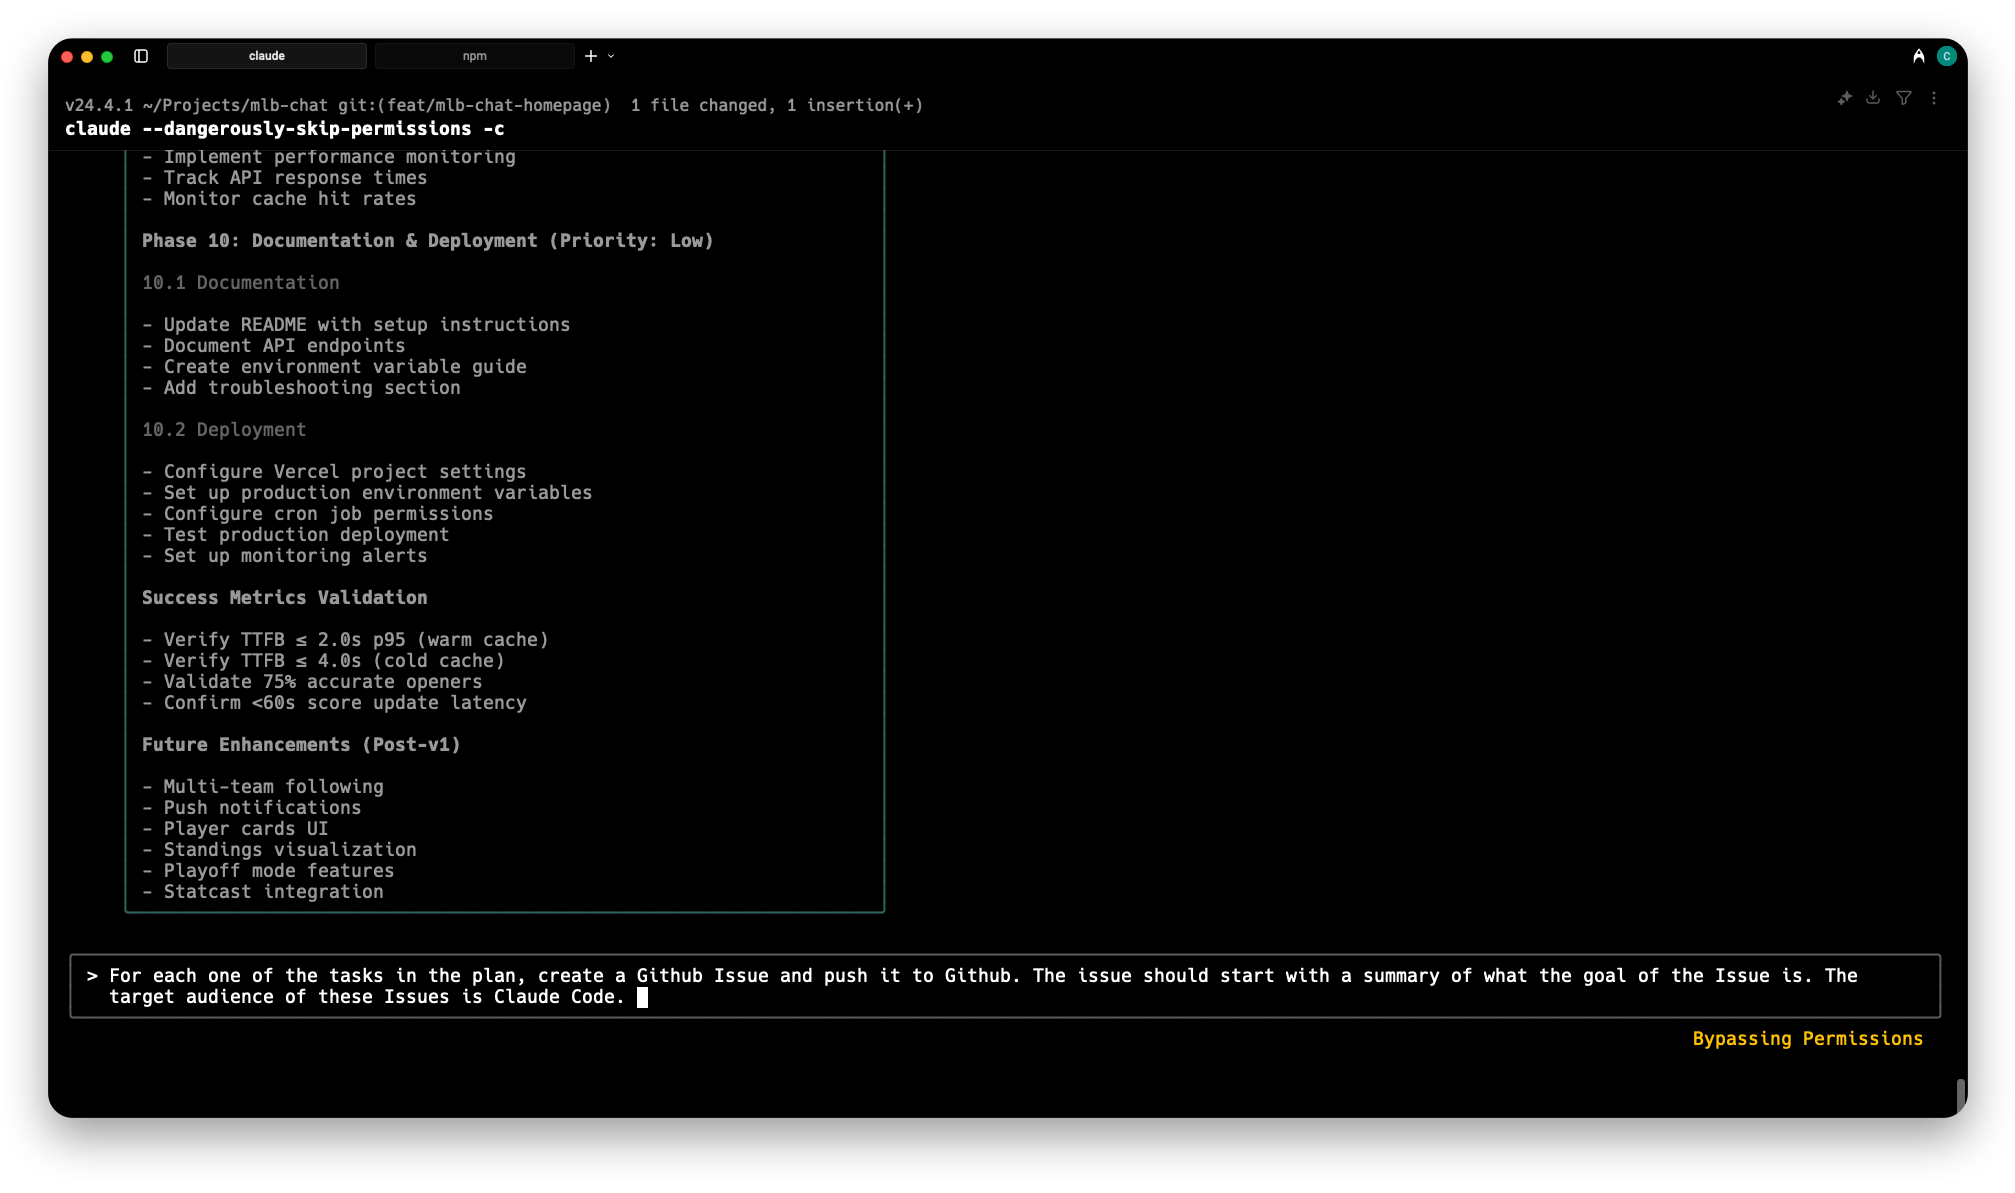 claude
npm
C
v24.4.1 ~/Projects/mlb-chat git:(feat/mlb-chat-homepage)  1 file changed, 1 insertion(+)
claude --dangerously-skip-permissions -c
- Implement performance monitoring
- Track API response times
- Monitor cache hit rates
Phase 10: Documentation & Deployment (Priority: Low)
10.1 Documentation
- Update README with setup instructions
- Document API endpoints
- Create environment variable guide
- Add troubleshooting section
10.2 Deployment
- Configure Vercel project settings
- Set up production environment variables
- Configure cron job permissions
- Test production deployment
- Set up monitoring alerts
Success Metrics Validation
- Verify TTFB ≤ 2.0s p95 (warm cache)
- Verify TTFB ≤ 4.0s (cold cache)
- Validate 75% accurate openers
- Confirm <60s score update latency
Future Enhancements (Post-v1)
- Multi-team following
- Push notifications
- Player cards UI
- Standings visualization
- Playoff mode features
- Statcast integration
> For each one of the tasks in the plan, create a Github Issue and push it to Github. The issue should start with a summary of what the goal of the Issue is. The
target audience of these Issues is Claude Code.
Bypassing Permissions